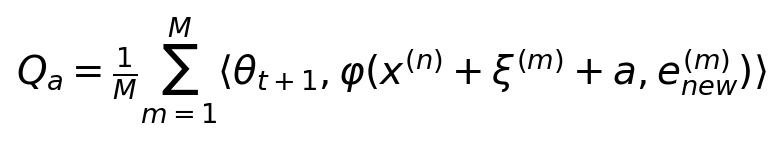 $Q_a = \frac{1}{M} \sum_{m=1}^{M} \langle \theta_{t+1}, \varphi(x^{(n)} + \xi^{(m)} + a, e_{new}^{(m)}) \rangle$